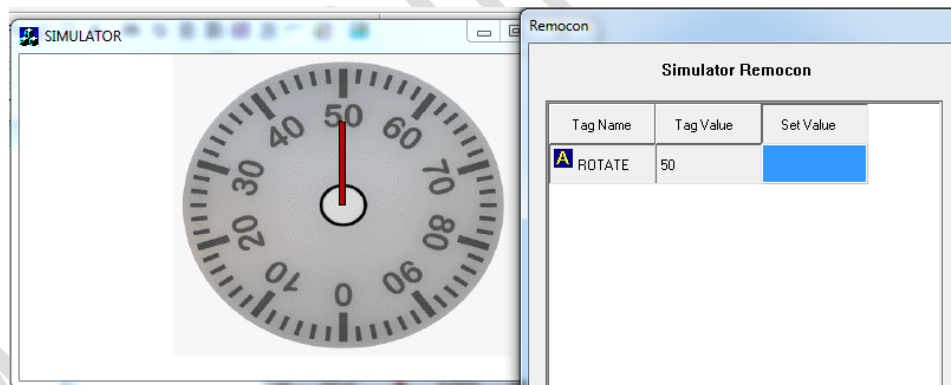 SIMULATOR
50
40
60
30
70
20
80
10
90
0
Remocon
Simulator Remocon
Tag Name Tag Value Set Value
A ROTATE 50